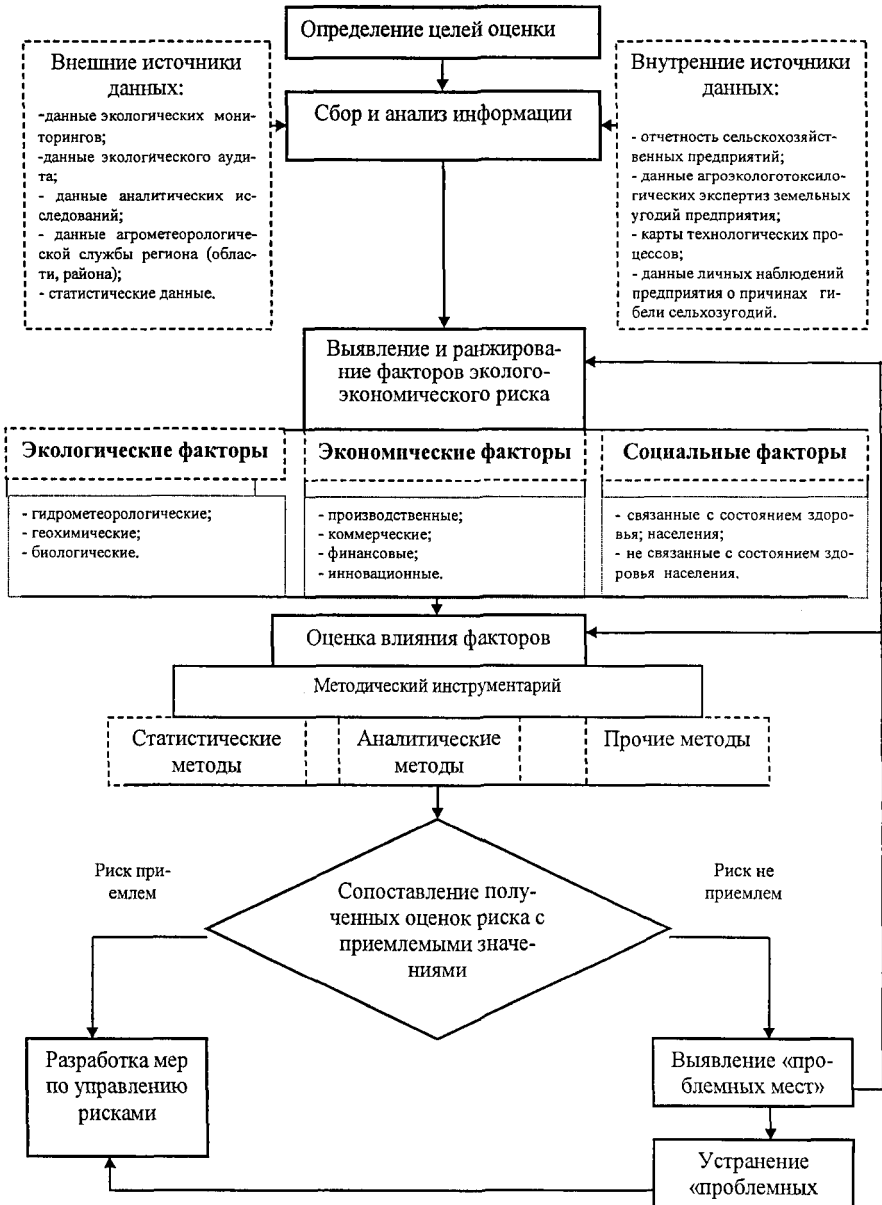 Определение целей оценки
Внешние источники
данных:
-данные экологических мони-
торингов;
-данные экологического ауди-
та;
- данные аналитических ис-
следований;
- данные агрометеорологиче-
ской службы региона (облас-
ти, района);
- статистические данные.
Сбор и анализ информации
Внутренние источники
данных:
- отчетность сельскохозяйст-
венных предприятий;
- данные агроэкологотоксило-
гических экспертиз земельных
угодий предприятия;
- карты технологических про-
цессов;
- данные личных наблюдений
предприятия о причинах ги-
бели сельхозугодий.
Выявление и ранжирова-
ние факторов эколого-
экономического риска
Экологические факторы
- гидрометеорологические;
- геохимические;
- биологические.
Экономические факторы
- производственные;
- коммерческие;
- финансовые;
- инновационные.
Социальные факторы
- связанные с состоянием здоро-
вья; населения;
- не связанные с состоянием здо-
ровья населения.
Оценка влияния факторов
Методический инструментарий
Статистические
методы
Аналитические
методы
Прочие методы
Риск при-
емлем
Сопоставление полу-
ченных оценок риска с
приемлемыми значе-
ниями
Риск не
приемлем
Разработка мер
по управлению
рисками
Выявление «про-
блемных мест»
Устранение
«проблемных